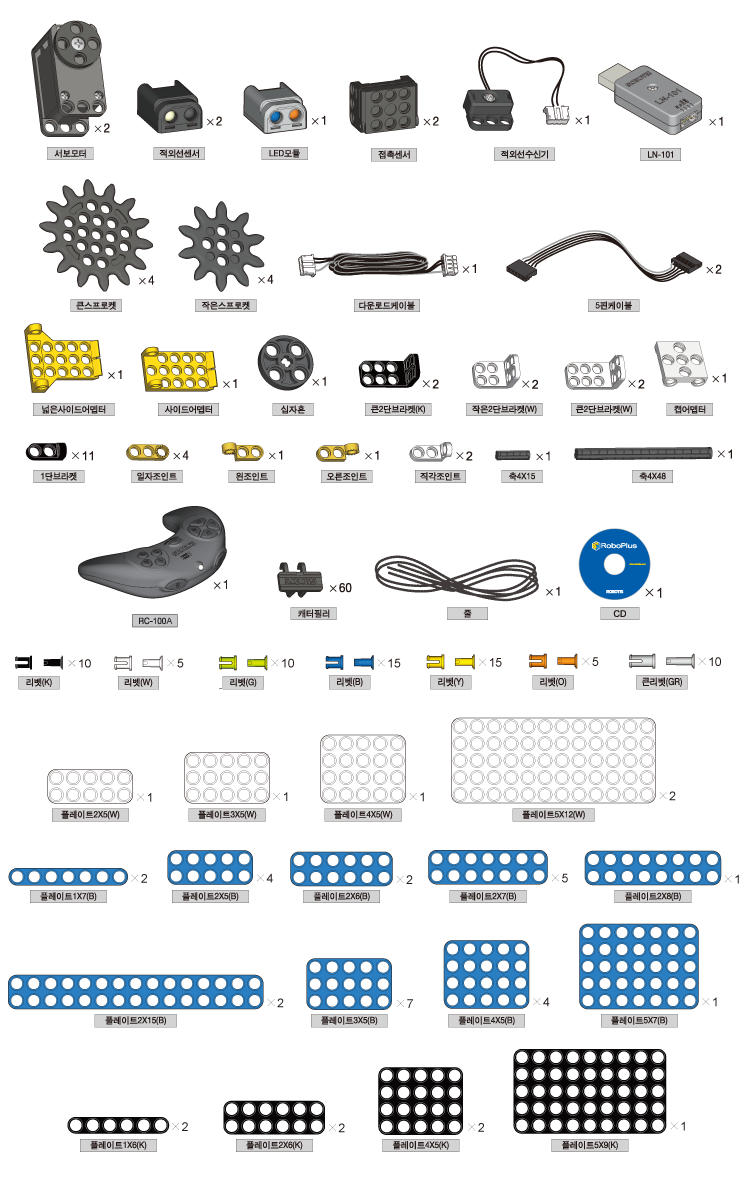 ×2
×2
×1
×2
×1
×1
서보모터
적외선센서
LED모듈
접촉센서
적외선수신기
LN-101
LN-101
×4
×4
×1
×2
큰스프로켓
작은스프로켓
다운로드케이블
5핀케이블
×1
×1
×1
×2
×2
×2
×1
넓은사이드어뎁터
사이드어뎁터
십자혼
큰2단브라켓(K)
작은2단브라켓(W)
큰2단브라켓(W)
캡어뎁터
×11
×4
×1
×1
×2
×1
×1
1단브라켓
일자조인트
왼조인트
오른조인트
직각조인트
축4X15
축4X48
RoboPlus
ROBOTIS
×1
×60
×1
×1
RC-100A
캐터필러
줄
CD
×10
×5
×10
×15
×15
×5
×10
리벳(K)
리벳(W)
리벳(G)
리벳(B)
리벳(Y)
리벳(O)
큰리벳(GR)
×1
×1
×1
×2
플레이트2X5(W)
플레이트3X5(W)
플레이트4X5(W)
플레이트5X12(W)
×2
×4
×2
×5
×1
플레이트1X7(B)
플레이트2X5(B)
플레이트2X6(B)
플레이트2X7(B)
플레이트2X8(B)
×2
×7
×4
×1
플레이트2X15(B)
플레이트3X5(B)
플레이트4X5(B)
플레이트5X7(B)
×2
×2
×2
×1
플레이트1X6(K)
플레이트2X6(K)
플레이트4X5(K)
플레이트5X9(K)